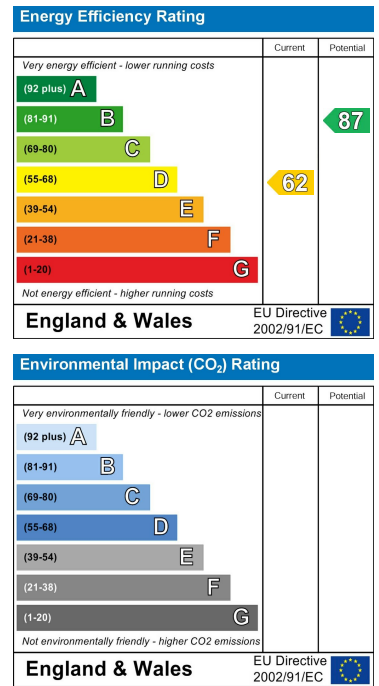 Energy Efficiency Rating
Current Potential
Very energy efficient - lower running costs
(92 plus) A
(81-91) B
87
(69-80) C
(55-68) D
62
(39-54) E
(21-38) F
(1-20) G
Not energy efficient - higher running costs
England & Wales
EU Directive
2002/91/EC
Environmental Impact (CO₂) Rating
Current Potential
Very environmentally friendly - lower CO2 emissions
(92 plus) A
(81-91) B
(69-80) C
(55-68) D
(39-54) E
(21-38) F
(1-20) G
Not environmentally friendly - higher CO2 emissions
England & Wales
EU Directive
2002/91/EC